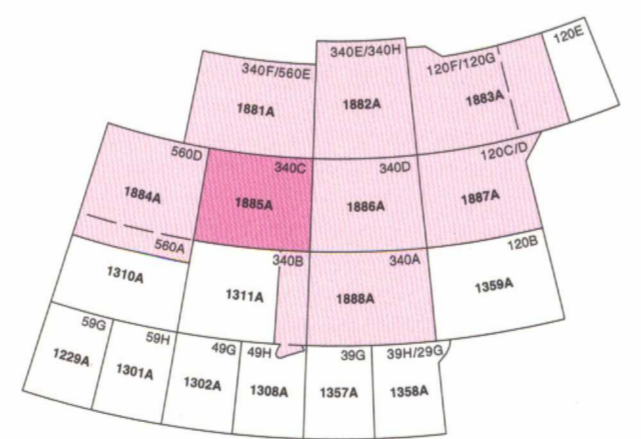 120E
340E/340H
340F/560E
120F/120G
1881A
1882A
1883A
560D
340C
340D
120C/D
1884A
1885A
1886A
1887A
560A
340B
340A
120B
1310A
1311A
1888A
1359A
59G
59H
49G
49H
39G
39H/29G
1229A
1301A
1302A
1308A
1357A
1358A